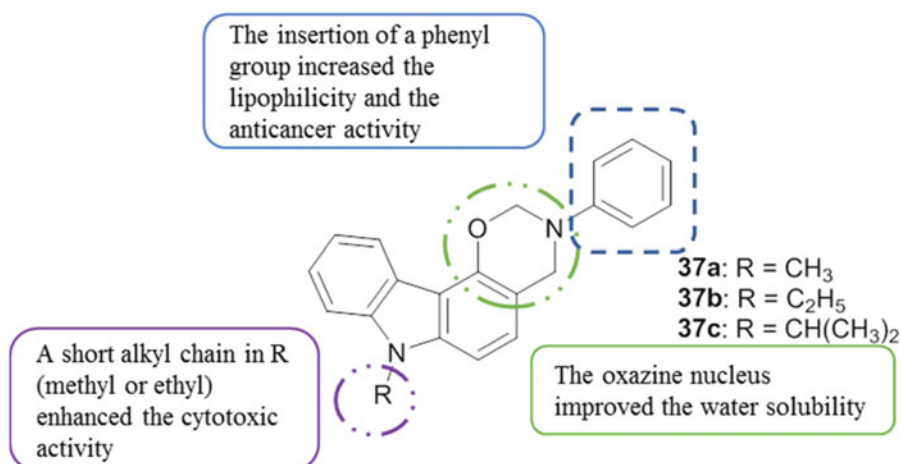 The insertion of a phenyl
group increased the
lipophilicity and the
anticancer activity
O
N
37a: R = CH₃
37b: R = C₂H₅
37c: R = CH(CH₃)₂
A short alkyl chain in R
(methyl or ethyl)
enhanced the cytotoxic
activity
N
R
The oxazine nucleus
improved the water solubility